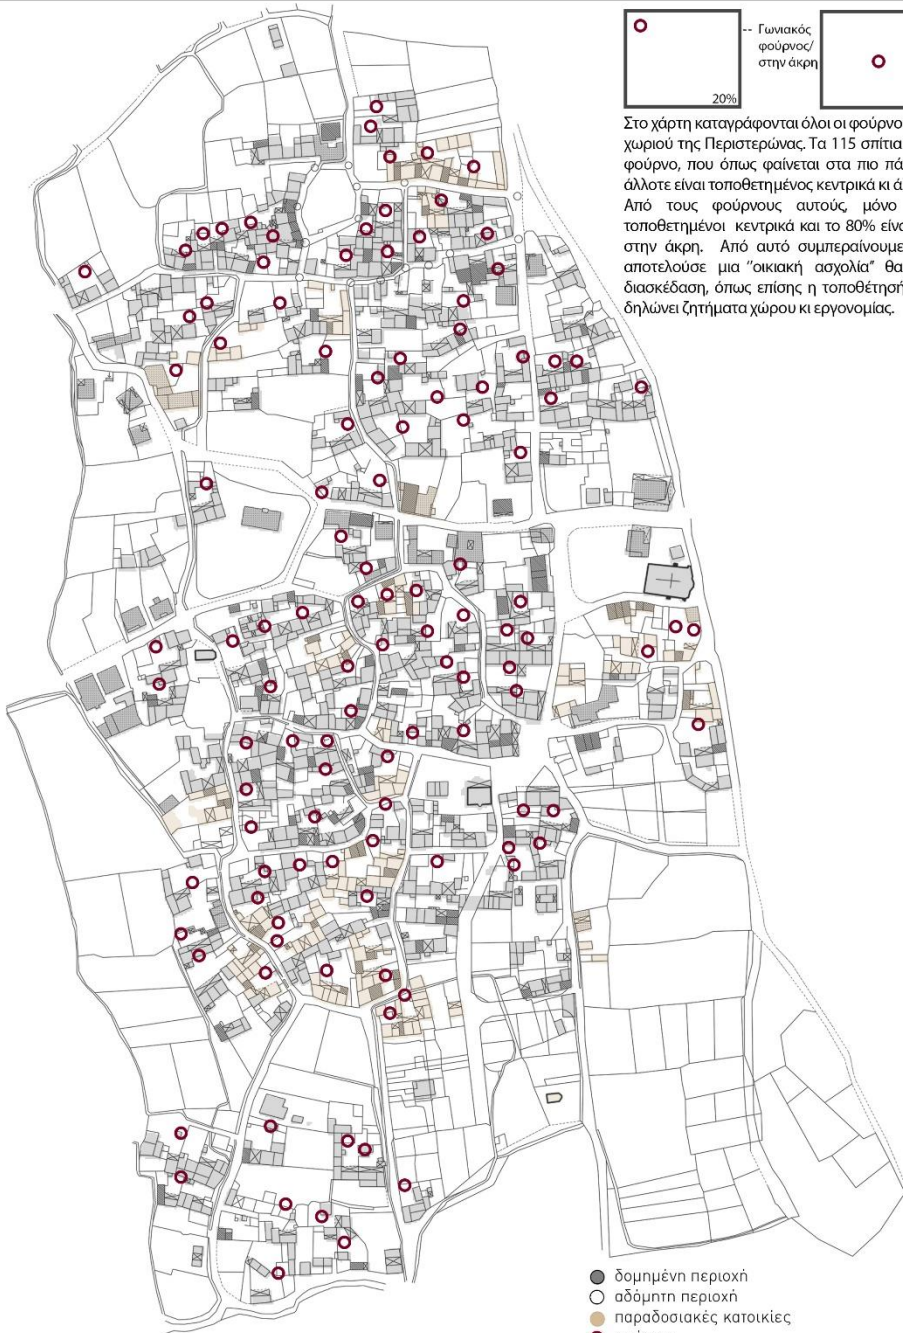 -- Γωνιακός
φούρνος/
στην άκρη
20%
Στο χάρτη καταγράφονται όλοι οι φούρνο
χωριού της Περιστερώνας. Τα 115 σπίτια
φούρνο, που όπως φαίνεται στα πιο πά
άλλοτε είναι τοποθετημένος κεντρικά κι ά
Από τους φούρνους αυτούς, μόνο
τοποθετημένοι κεντρικά και το 80% είνα
στην άκρη. Από αυτό συμπεραίνουμε
αποτελούσε μια "οικιακή ασχολία" θα
διασκέδαση, όπως επίσης η τοποθέτησή
δηλώνει ζητήματα χώρου κι εργονομίας.
δομημένη περιοχή
αδόμητη περιοχή
παραδοσιακές κατοικίες